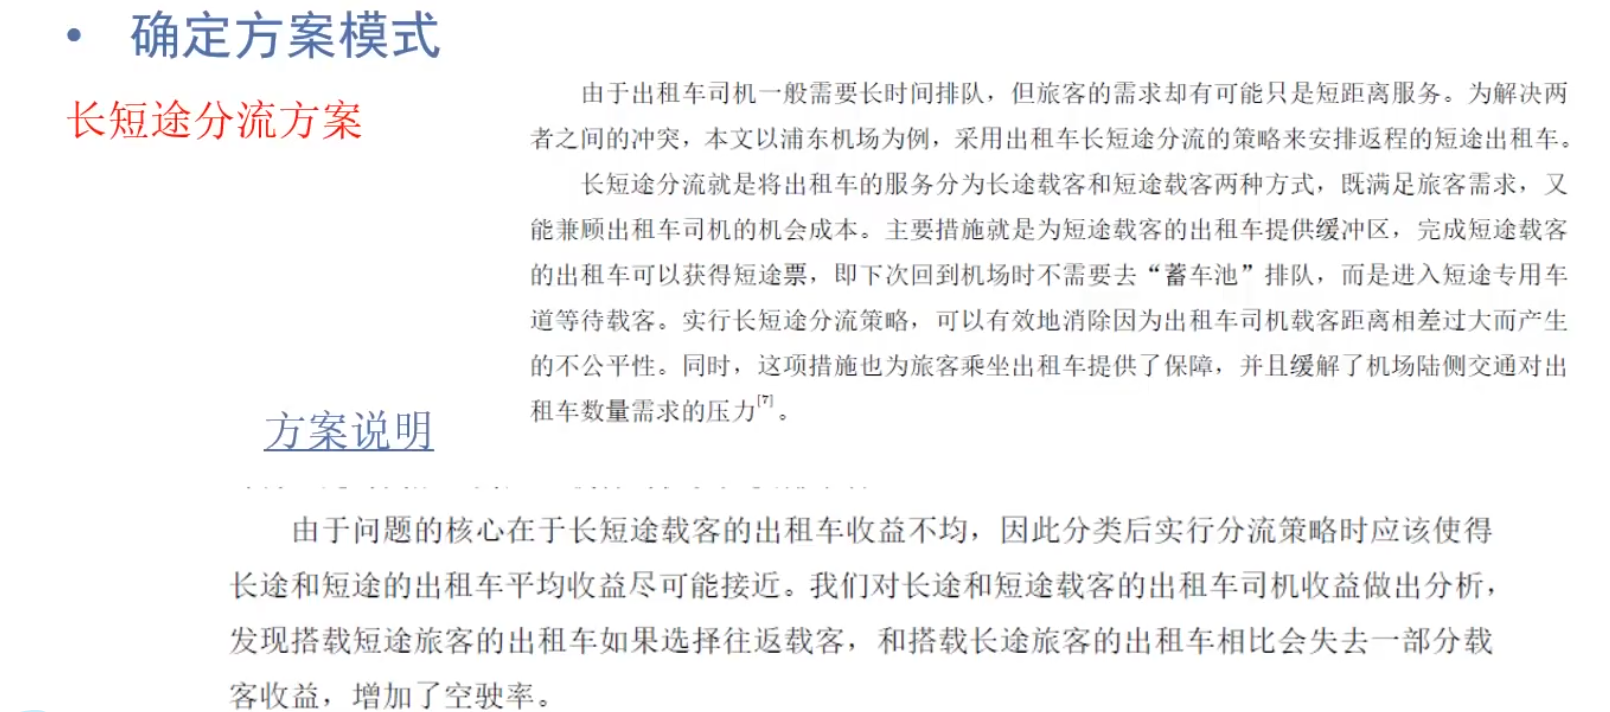 • 确定方案模式
长短途分流方案
由于出租车司机一般需要长时间排队，但旅客的需求却有可能只是短距离服务。为解决两
者之间的冲突，本文以浦东机场为例，采用出租车长短途分流的策略来安排返程的短途出租车。
长短途分流就是将出租车的服务分为长途载客和短途载客两种方式，既满足旅客需求，又
能兼顾出租车司机的机会成本。主要措施就是为短途载客的出租车提供缓冲区，完成短途载客
的出租车可以获得短途票，即下次回到机场时不需要去“蓄车池”排队，而是进入短途专用车
道等待载客。实行长短途分流策略，可以有效地消除因为出租车司机载客距离相差过大而产生
的不公平性。同时，这项措施也为旅客乘坐出租车提供了保障，并且缓解了机场陆侧交通对出
租车数量需求的压力[7]。
方案说明
由于问题的核心在于长短途载客的出租车收益不均，因此分类后实行分流策略时应该使得
长途和短途的出租车平均收益尽可能接近。我们对长途和短途载客的出租车司机收益做出分析，
发现搭载短途旅客的出租车如果选择往返载客，和搭载长途旅客的出租车相比会失去一部分载
客收益，增加了空驶率。